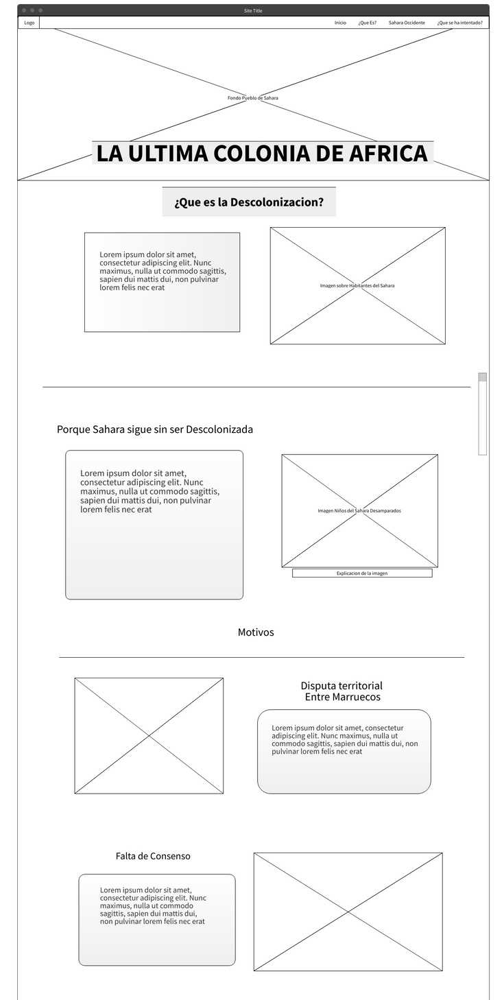 Site Title
Logo
Inicio
¿Que Es?
Sahara Occidente
¿Que se ha intentado?
Fondo Pueblo de Sahara
LA ULTIMA COLONIA DE AFRICA
¿Que es la Descolonizacion?
Lorem ipsum dolor sit amet,
consectetur adipiscing elit. Nunc
maximus, nulla ut commodo sagittis,
sapien dui mattis dui, non pulvinar
lorem felis nec erat
Imagen sobre Habitantes del Sahara
Porque Sahara sigue sin ser Descolonizada
Lorem ipsum dolor sit amet,
consectetur adipiscing elit. Nunc
maximus, nulla ut commodo sagittis,
sapien dui mattis dui, non pulvinar
lorem felis nec erat
Imagen Niños del Sahara Desamparados
Explicacion de la imagen
Motivos
Disputa territorial
Entre Marruecos
Lorem ipsum dolor sit amet, consectetur
adipiscing elit. Nunc maximus, nulla ut
commodo sagittis, sapien dui mattis dui, non
pulvinar lorem felis nec erat
Falta de Consenso
Lorem ipsum dolor sit amet,
consectetur adipiscing elit. Nunc
maximus, nulla ut commodo
sagittis, sapien dui mattis dui,
non pulvinar lorem felis nec erat